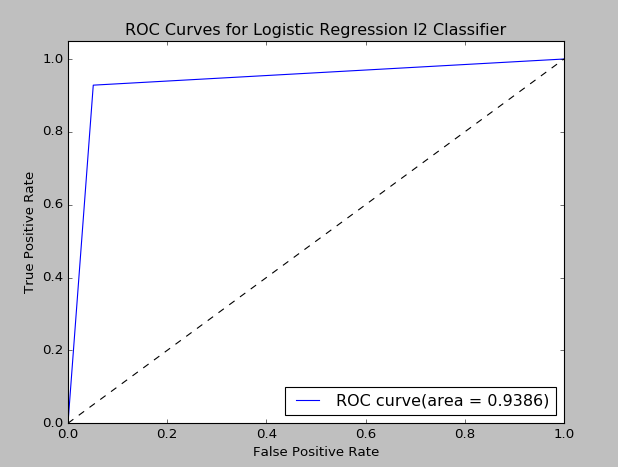 ROC Curves for Logistic Regression l2 Classifier
1.0
0.8
0.6
0.4
0.2
0.0
True Positive Rate
ROC curve(area = 0.9386)
0.0 0.2 0.4 0.6 0.8 1.0
False Positive Rate